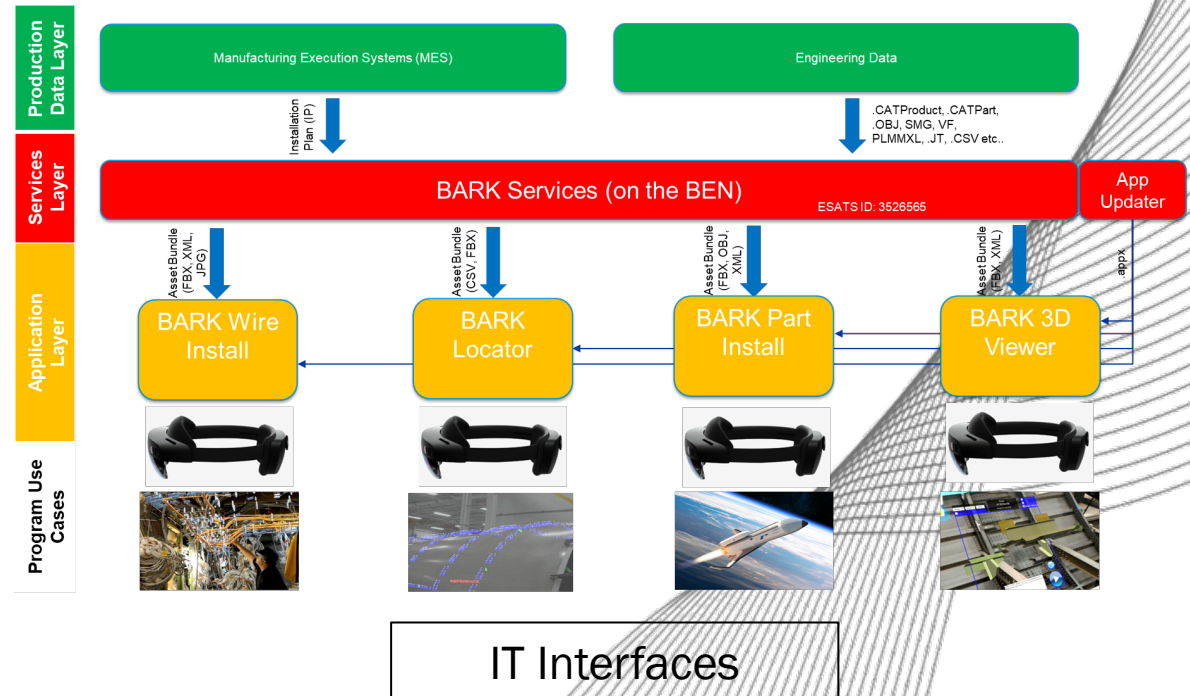 Production
Data Layer
Manufacturing Execution Systems (MES)
Engineering Data
Installation
Plan (IP)
.CATProduct, .CATPart,
.OBJ, SMG, VF,
PLMMXL, .JT, .CSV etc..
Services
Layer
BARK Services (on the BEN)
ESATS ID: 3526565
App
Updater
Application
Layer
Asset Bundle
(FBX, XML,
JPG)
Asset Bundle
(CSV, FBX)
Asset Bundle
(FBX, OBJ,
XML)
Asset Bundle
(FBX, XML)
.appx
BARK Wire
Install
BARK
Locator
BARK Part
Install
BARK 3D
Viewer
Program Use
Cases
IT Interfaces